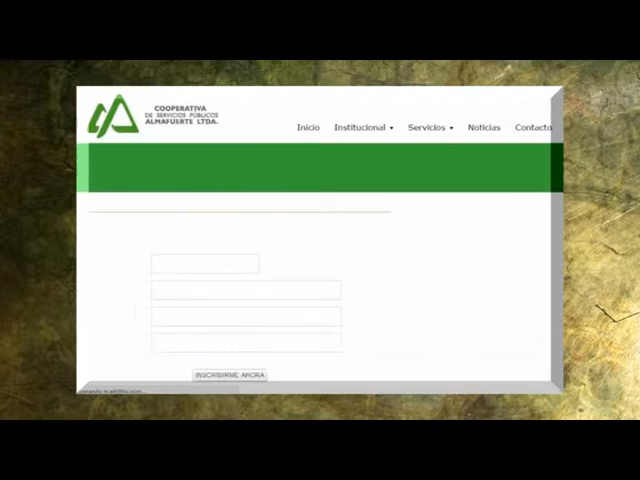 COOPERATIVA
DE SERVICIOS PÚBLICOS
ALMAFUERTE LTDA.
Inicio Institucional Servicios Noticias Contacto
INSCRIBIRME AHORA